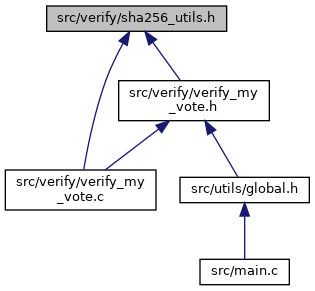 src/verify/sha256_utils.h
src/verify/verify_my
_vote.h
src/verify/verify_my
_vote.c
src/utils/global.h
src/main.c